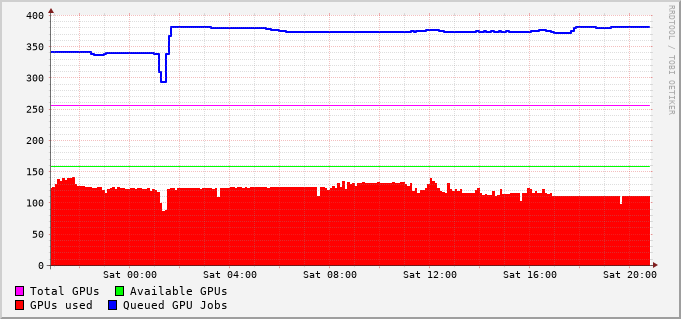 400
350
300
250
200
150
100
50
0
Sat 00:00 Sat 04:00 Sat 08:00 Sat 12:00 Sat 16:00 Sat 20:00
Total GPUs Available GPUs
GPUs used Queued GPU Jobs
RRDTOOL / TOBI OETIKER